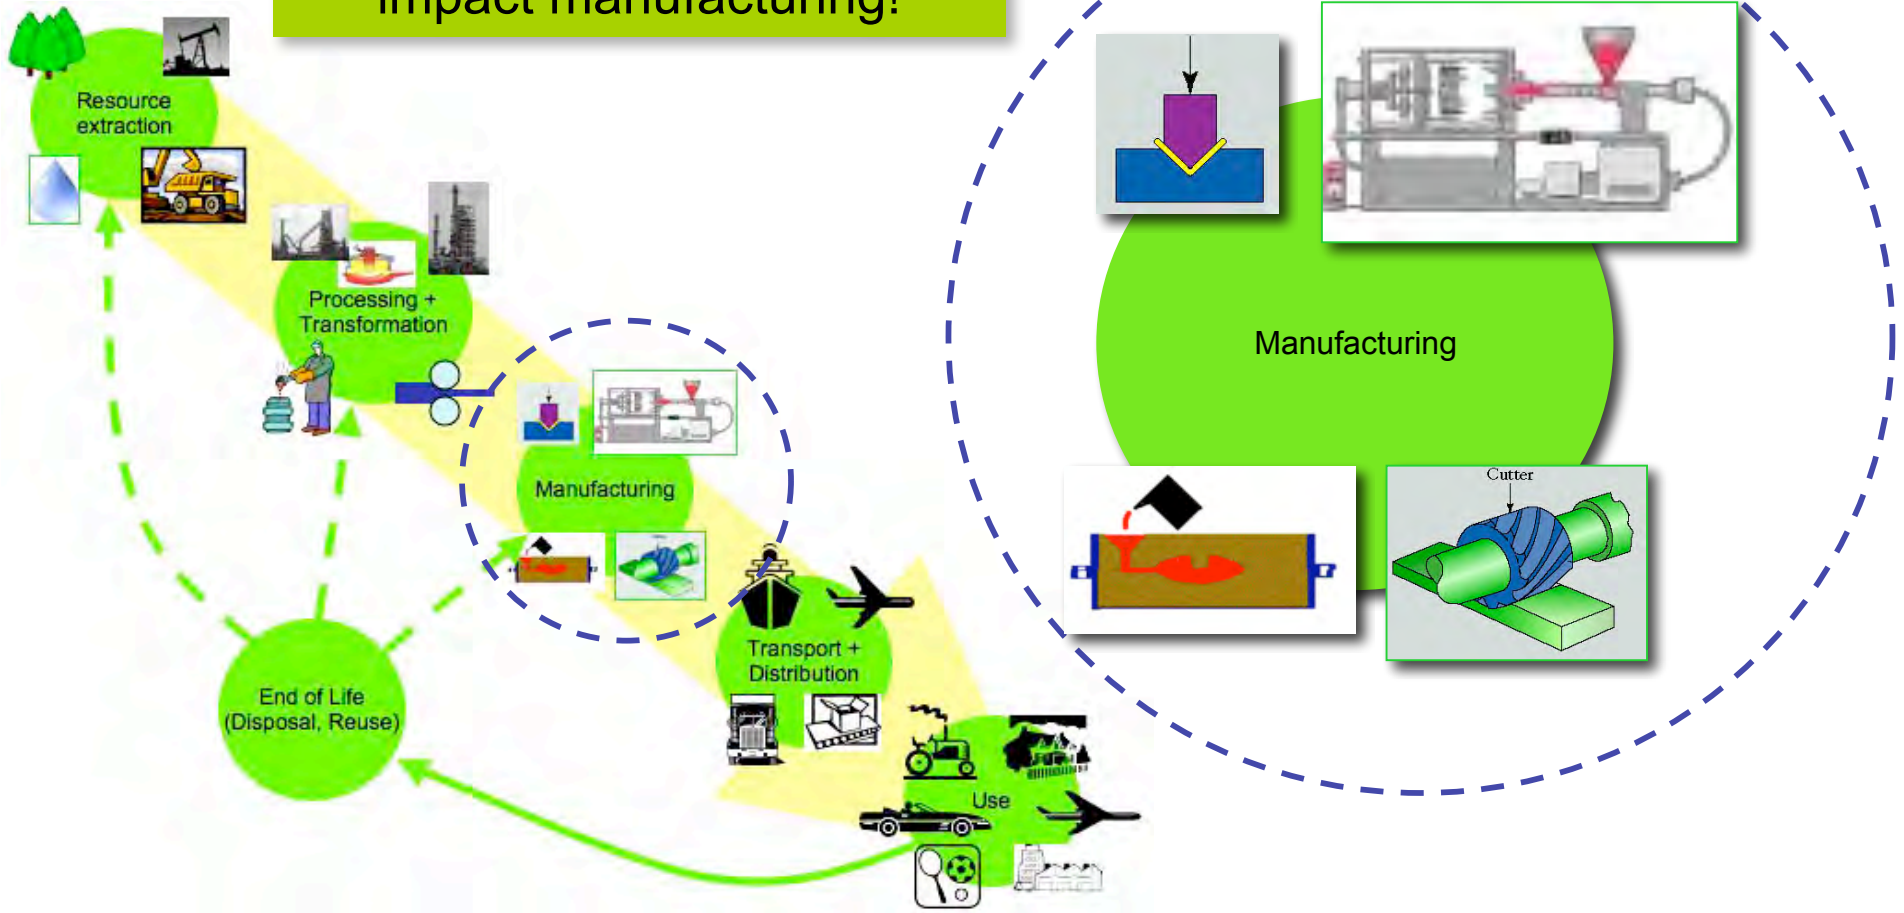 impact manufacturing!
Resource
extraction
Processing +
Transformation
Manufacturing
Transport +
Distribution
Use
End of Life
(Disposal, Reuse)
Manufacturing
Cutter